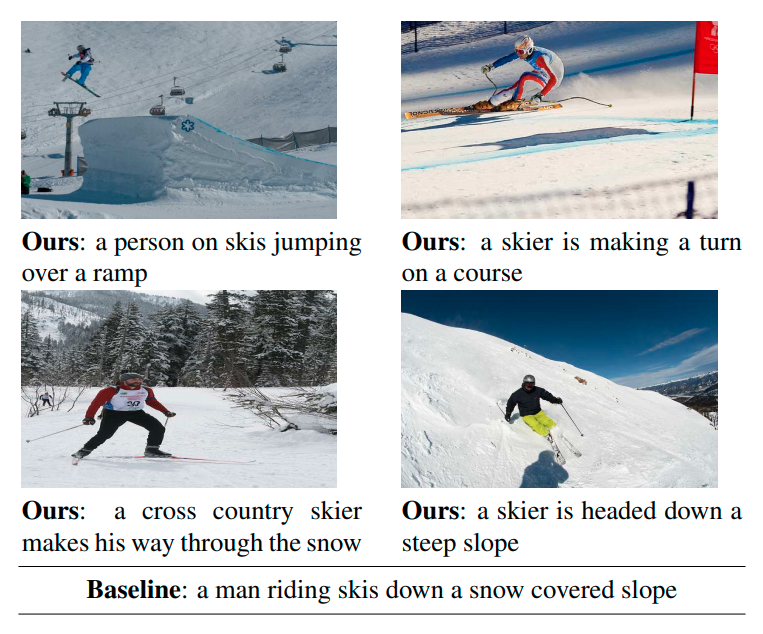 Ours: a person on skis jumping
over a ramp
Ours: a skier is making a turn
on a course
Ours: a cross country skier
makes his way through the snow
Ours: a skier is headed down a
steep slope
Baseline: a man riding skis down a snow covered slope